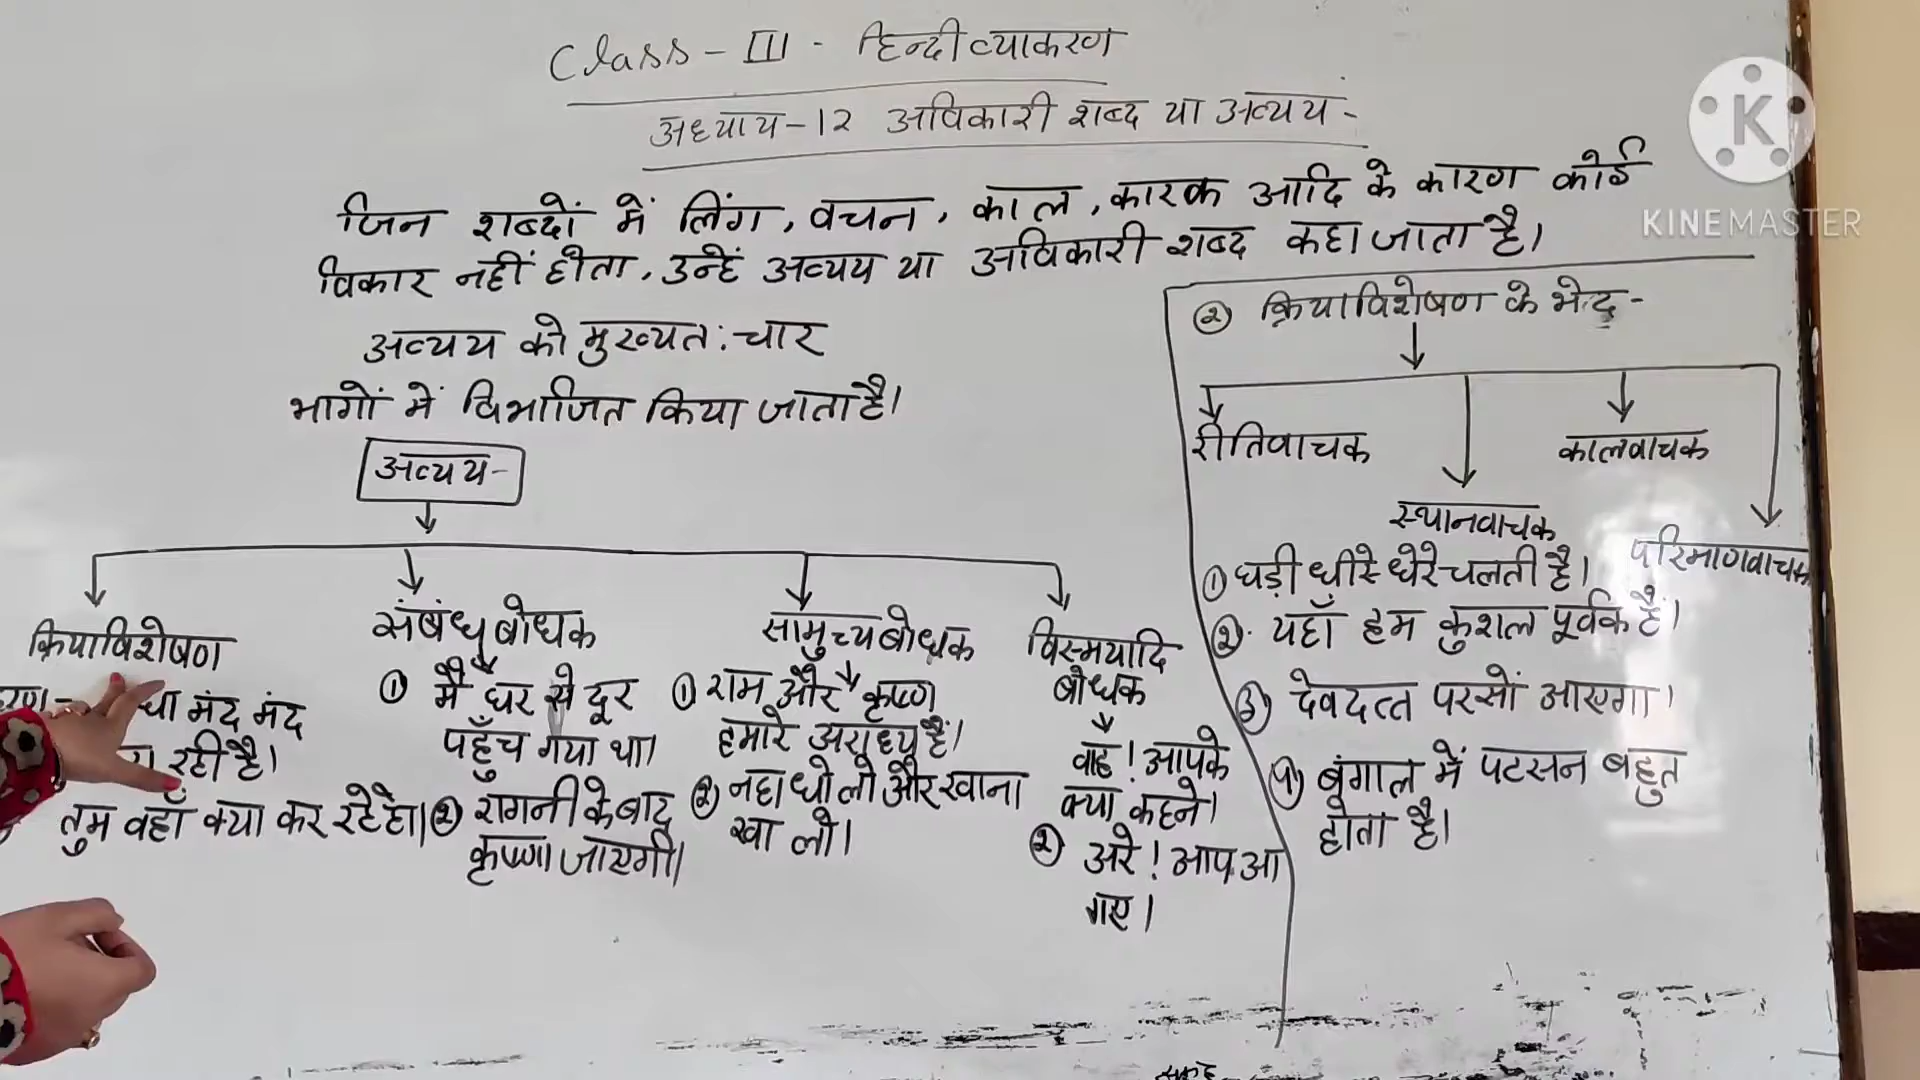 Class - III - हिन्दी व्याकरण
अध्याय - 12 अविकारी शब्द या अव्यय -
जिन शब्दों में लिंग, वचन, काल, कारक आदि के कारण कोई
विकार नहीं होता, उन्हें अव्यय या अविकारी शब्द कहा जाता है।
अव्यय को मुख्यत: चार
भागों में विभाजित किया जाता है।
अव्यय-
क्रियाविशेषण
मंद मंद
रही है।
तुम वहाँ क्या कर रहे हो।
संबंधबोधक
① मैं घर से दूर
पहुँच गया था।
② रागनी के बाद
कृष्णा जाएगी।
सामुच्यबोधक
① राम और कृष्ण
हमारे अराध्य हैं।
② नहा धो लो और खाना
खा लो।
विस्मयादि
बोधक
वाह! आपके
क्या कहने।
② अरे! आप आ
गए।
② क्रियाविशेषण के भेद-
रीतिवाचक
स्थानवाचक
कालवाचक
परिमाणवाचक
① घड़ी धीरे धेरे चलती है।
② यहाँ हम कुशल पूर्वक हैं।
③ देवदत्त परसों आएगा।
④ बंगाल में पटसन बहुत
होता है।
K
KINEMASTER